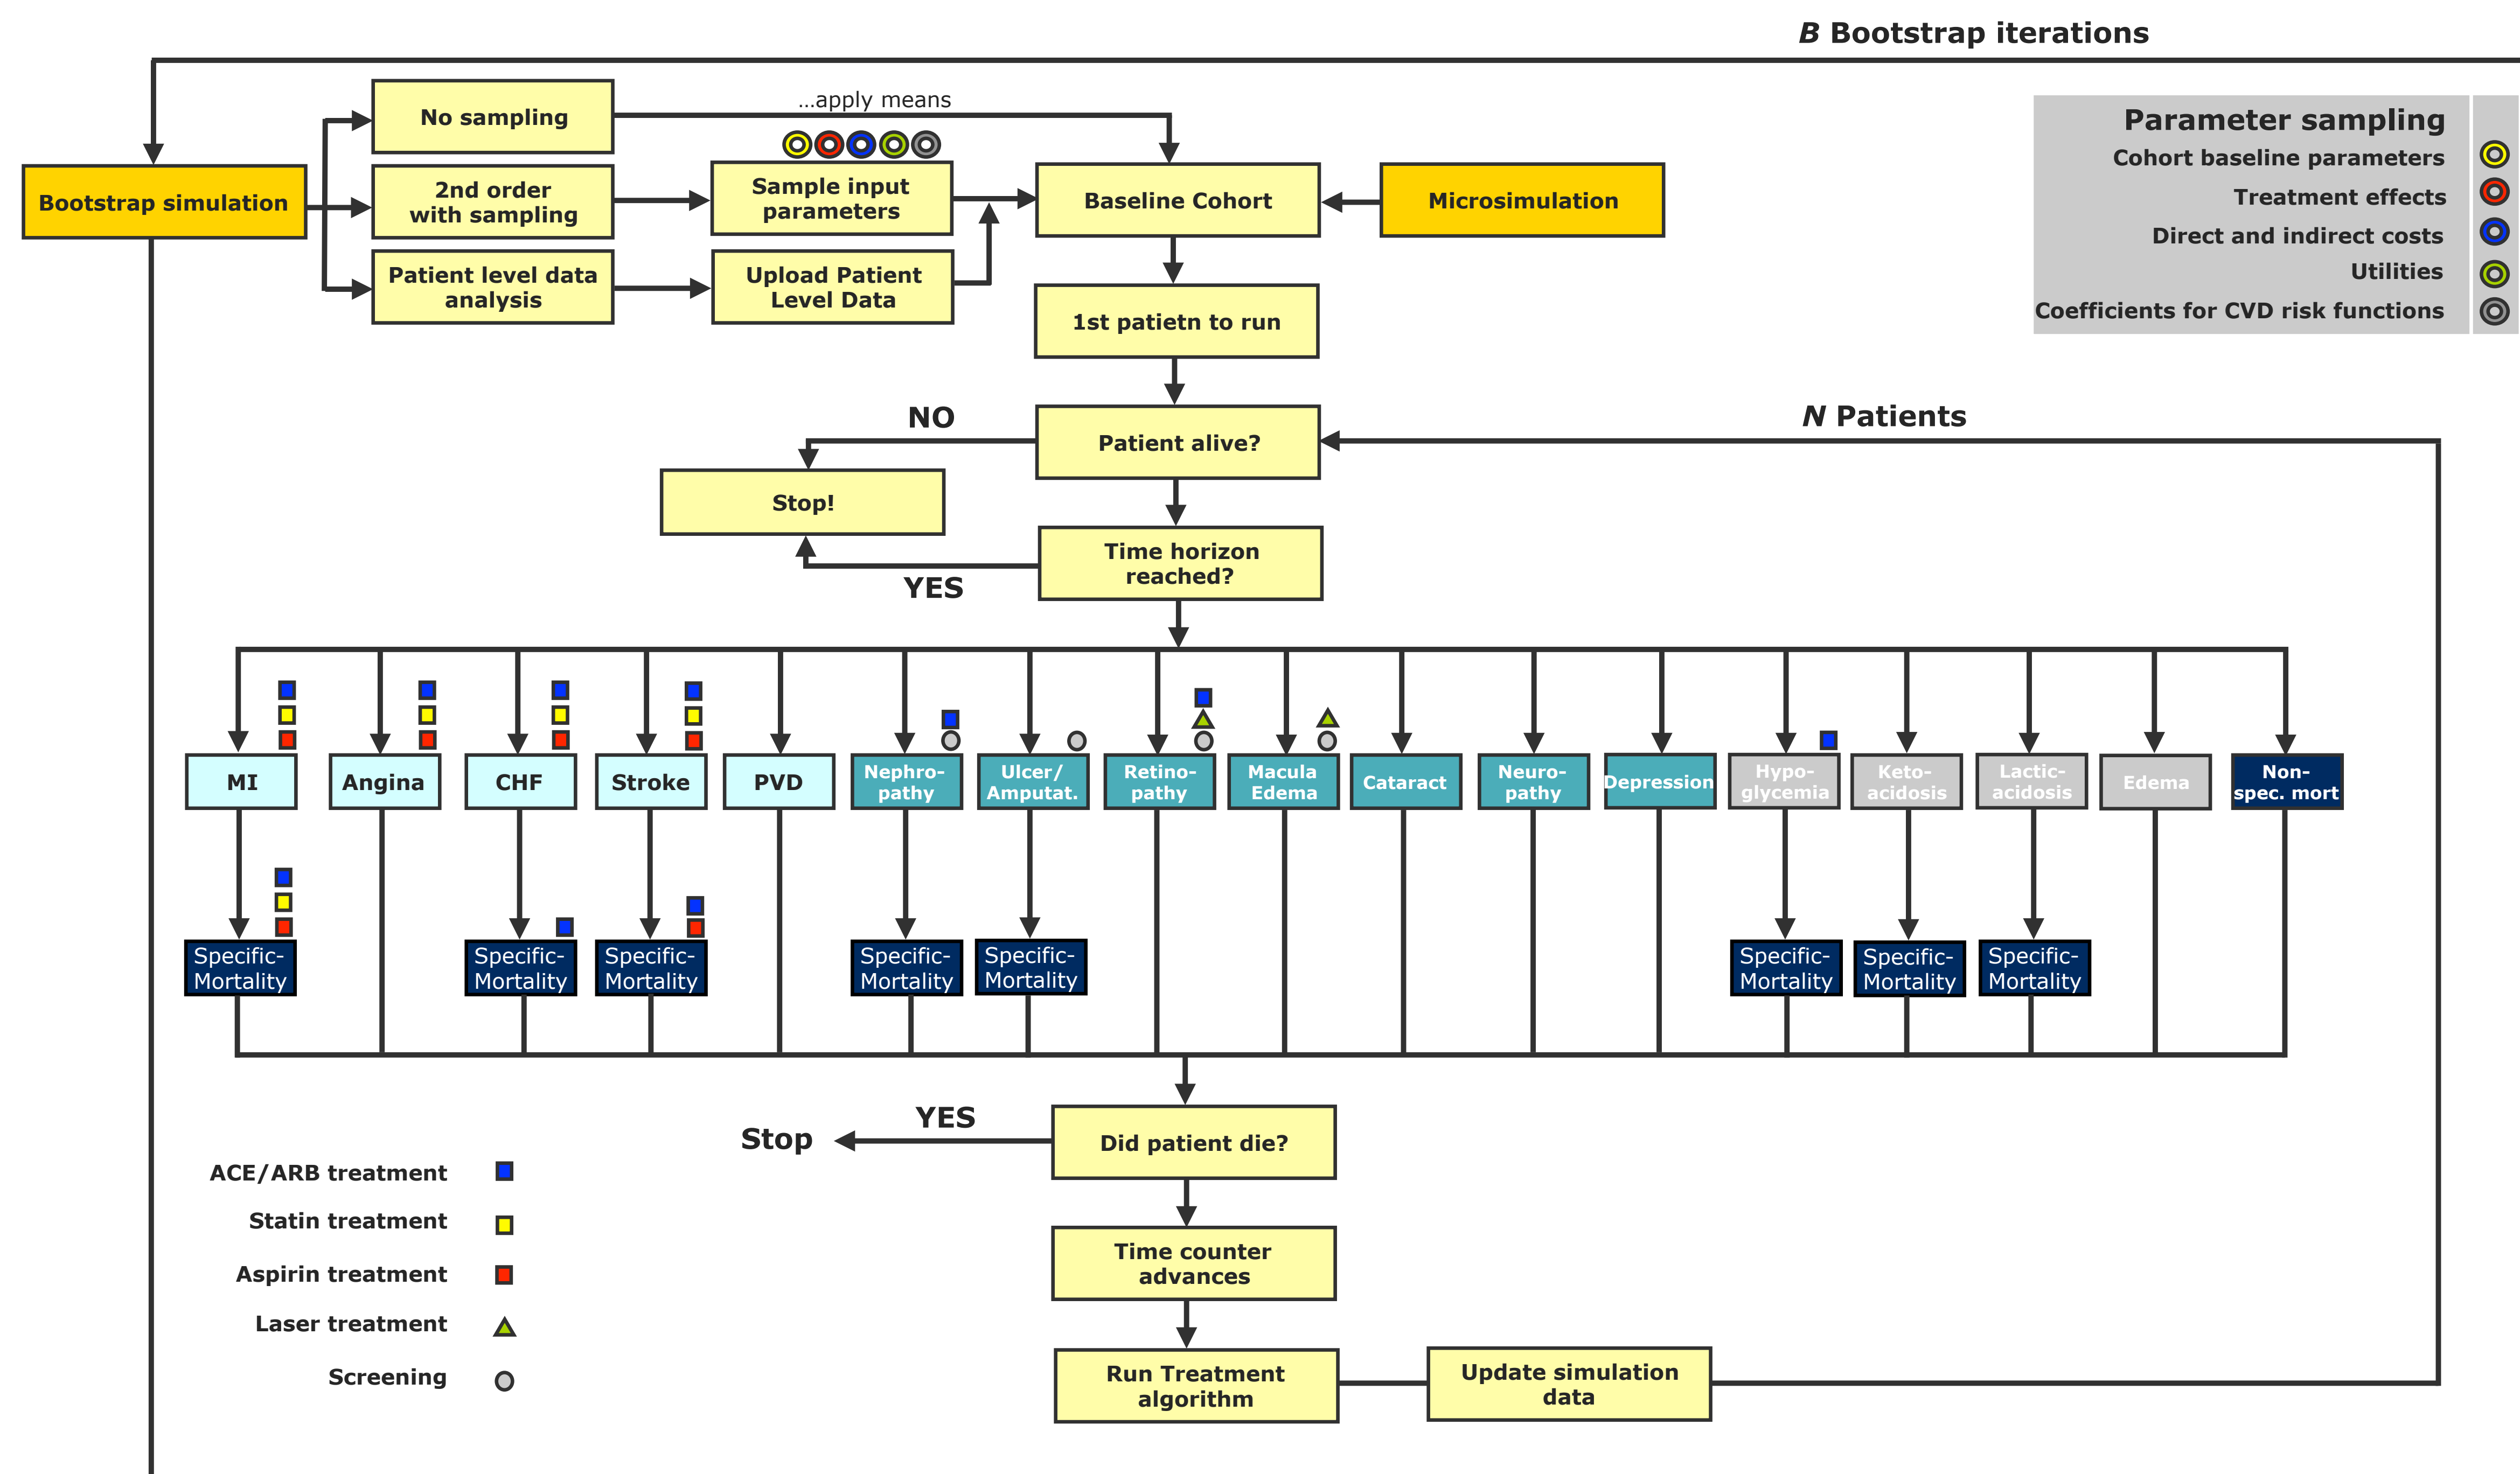 B Bootstrap iterations
...apply means
No sampling
Bootstrap simulation
2nd order
with sampling
Sample input
parameters
Baseline Cohort
Microsimulation
Patient level data
analysis
Upload Patient
Level Data
Parameter sampling
Cohort baseline parameters
Treatment effects
Direct and indirect costs
Utilities
Coefficients for CVD risk functions
1st patietn to run
NO
Patient alive?
N Patients
Stop!
Time horizon
reached?
YES
MI
Angina
CHF
Stroke
PVD
Nephro-
pathy
Ulcer/
Amputat.
Retino-
pathy
Macula
Edema
Cataract
Neuro-
pathy
Depression
Hypo-
glycemia
Keto-
acidosis
Lactic-
acidosis
Edema
Non-
spec. mort
Specific-
Mortality
Specific-
Mortality
Specific-
Mortality
Specific-
Mortality
Specific-
Mortality
Specific-
Mortality
Specific-
Mortality
Specific-
Mortality
YES
Stop
Did patient die?
ACE/ARB treatment
Statin treatment
Aspirin treatment
Laser treatment
Screening
Time counter
advances
Run Treatment
algorithm
Update simulation
data